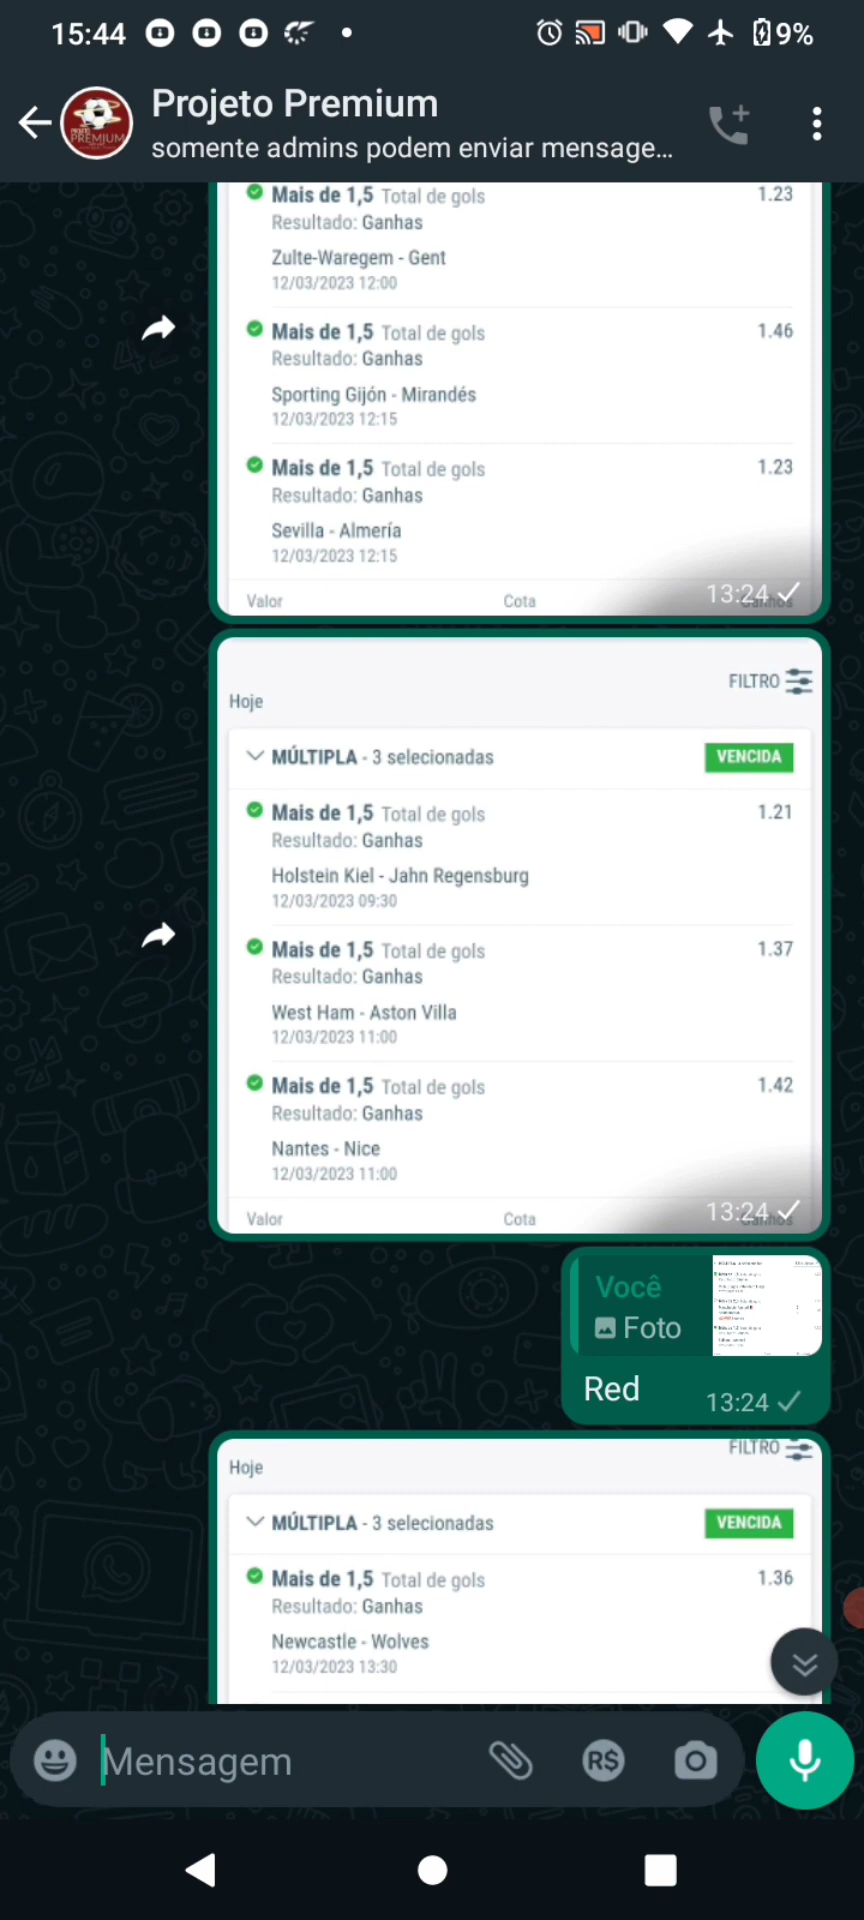 15:44
9%
Projeto Premium
somente admins podem enviar mensage...
Mais de 1,5 Total de gols 1.23
Resultado: Ganhas
Zulte-Waregem - Gent
12/03/2023 12:00
Mais de 1,5 Total de gols 1.46
Resultado: Ganhas
Sporting Gijón - Mirandés
12/03/2023 12:15
Mais de 1,5 Total de gols 1.23
Resultado: Ganhas
Sevilla - Almería
12/03/2023 12:15
Valor Cota Ganhos
13:24
FILTRO
Hoje
MÚLTIPLA - 3 selecionadas VENCIDA
Mais de 1,5 Total de gols 1.21
Resultado: Ganhas
Holstein Kiel - Jahn Regensburg
12/03/2023 09:30
Mais de 1,5 Total de gols 1.37
Resultado: Ganhas
West Ham - Aston Villa
12/03/2023 11:00
Mais de 1,5 Total de gols 1.42
Resultado: Ganhas
Nantes - Nice
12/03/2023 11:00
Valor Cota Ganhos
13:24
Você
Foto
Red 13:24
FILTRO
Hoje
MÚLTIPLA - 3 selecionadas VENCIDA
Mais de 1,5 Total de gols 1.36
Resultado: Ganhas
Newcastle - Wolves
12/03/2023 13:30
Mensagem R$